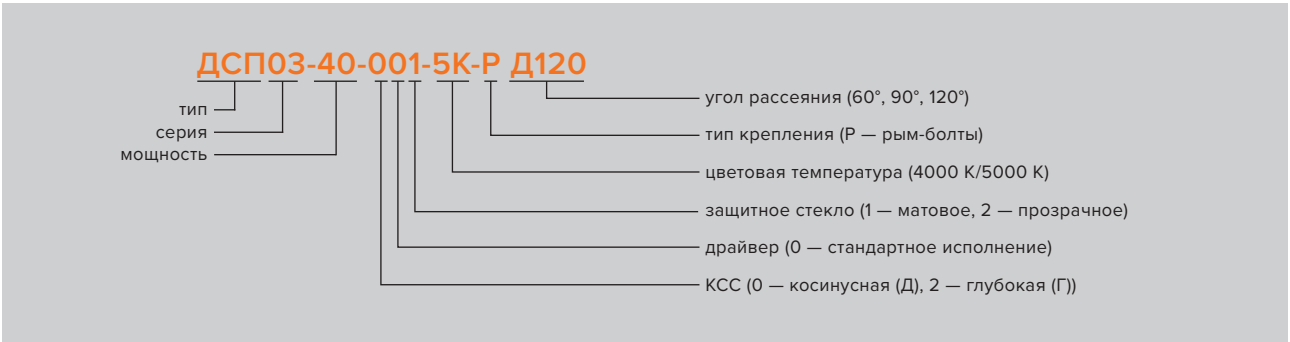 ДСП03-40-001-5К-Р Д120
тип
серия
мощность
угол рассеяния (60°, 90°, 120°)
тип крепления (Р — рым-болты)
цветовая температура (4000 К/5000 К)
защитное стекло (1 — матовое, 2 — прозрачное)
драйвер (0 — стандартное исполнение)
КСС (0 — косинусная (Д), 2 — глубокая (Г))